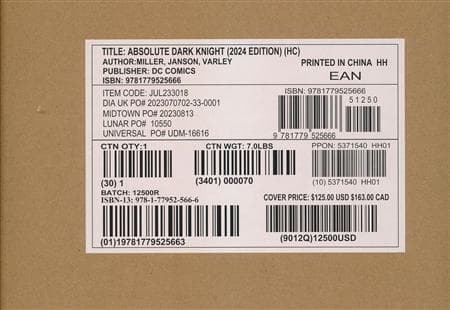 TITLE: ABSOLUTE DARK KNIGHT (2024 EDITION) (HC)
AUTHOR:MILLER, JANSON, VARLEY
PUBLISHER: DC COMICS
ISBN: 9781779525666
PRINTED IN CHINA HH
EAN
ITEM CODE: JUL233018
DIA UK PO# 2023070702-33-0001
MIDTOWN PO# 20230813
LUNAR PO# 10550
UNIVERSAL PO# UDM-16616
ISBN: 9781779525666
51250
9 781779 525666
CTN QTY:1
(30) 1
CTN WGT: 7.0LBS
(3401) 000070
PPON: 5371540 HH01
(10) 5371540 HH01
BATCH: 12500R
ISBN-13: 978-1-77952-566-6
(01)19781779525663
COVER PRICE: $125.00 USD $163.00 CAD
(9012Q)12500USD